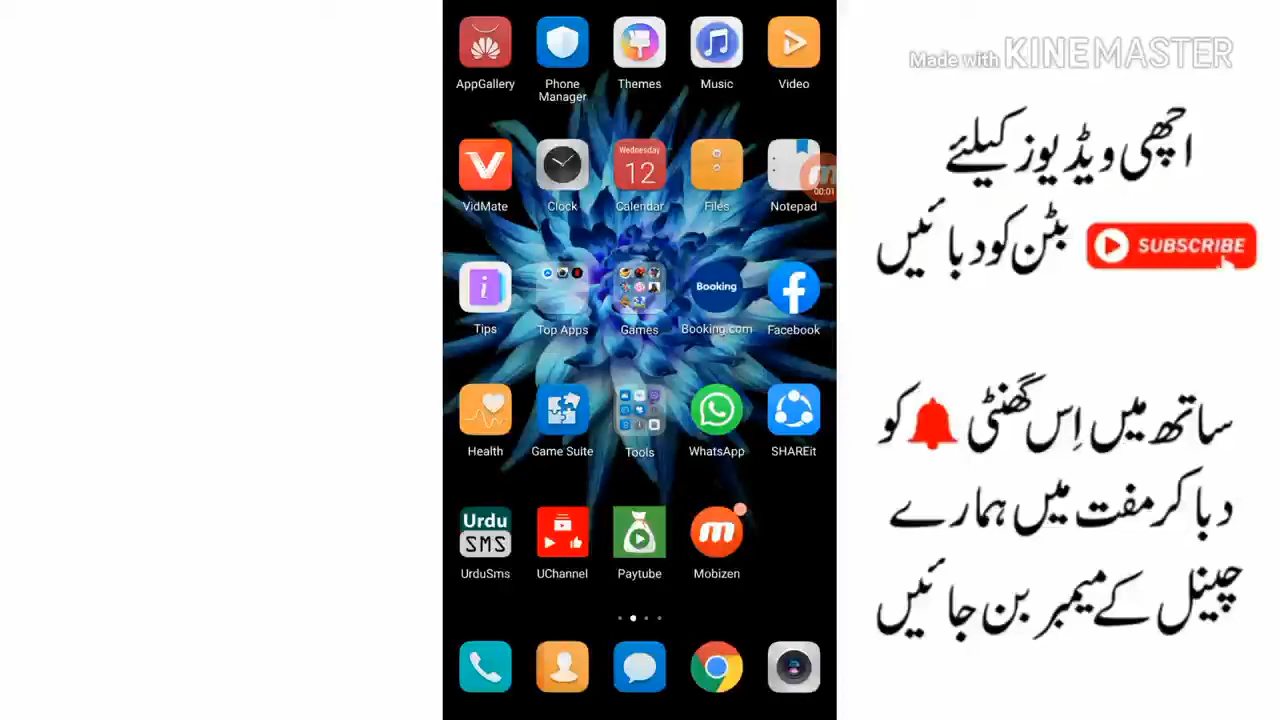 AppGallery
Phone Manager
Themes
Music
Video
Made with KINEMASTER
VidMate
Clock
Wednesday
12
Calendar
Files
Notepad
00:01
Tips
Top Apps
Games
Booking
Booking.com
Facebook
Health
Game Suite
Tools
WhatsApp
SHAREit
Urdu
SMS
UrduSms
UChannel
Paytube
Mobizen
اچھی ویڈیوز کیلئے
SUBSCRIBE بٹن کو دبائیں
ساتھ میں اِس گھنٹی کو
دبا کر مفت میں ہمارے
چینل کے میمبر بن جائیں